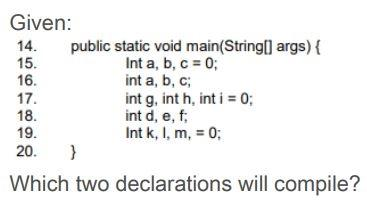 Given:
14. public static void main(String[] args) {
15. Int a, b, c = 0;
16. int a, b, c;
17. int g, int h, int i = 0;
18. int d, e, f;
19. Int k, l, m, = 0;
20. }
Which two declarations will compile?